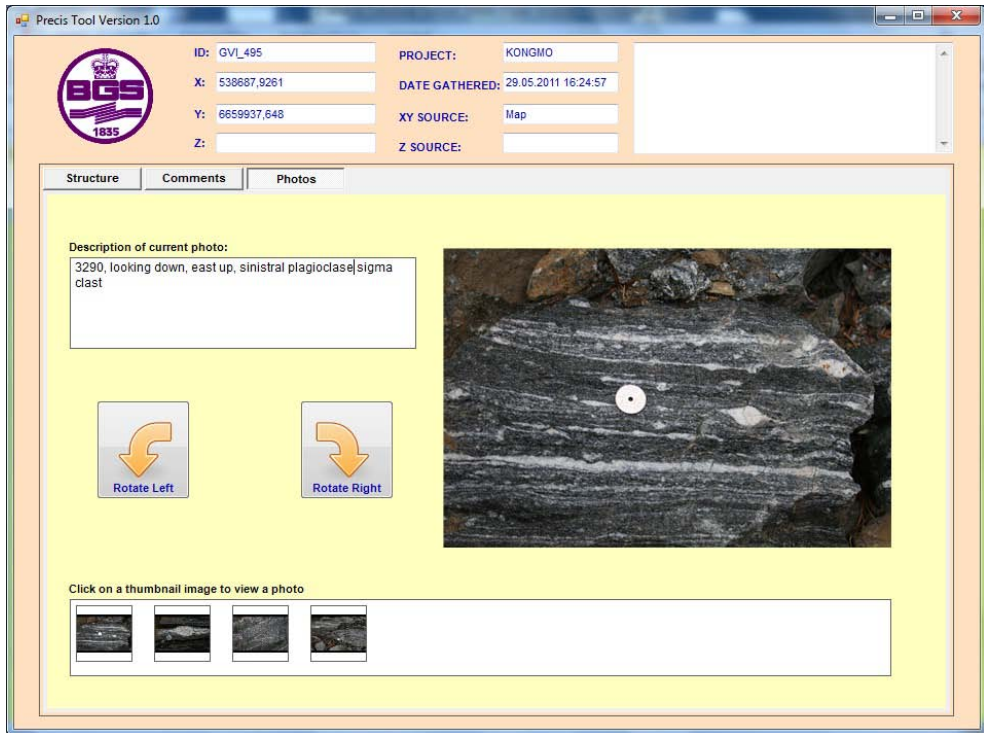 Precis Tool Version 1.0
BGS
1835
ID: GVI_495
X: 538687,9261
Y: 6659937,648
Z:
PROJECT: KONGMO
DATE GATHERED: 29.05.2011 16:24:57
XY SOURCE: Map
Z SOURCE:
Structure Comments Photos
Description of current photo:
3290, looking down, east up, sinistral plagioclase sigma
clast
Rotate Left Rotate Right
Click on a thumbnail image to view a photo